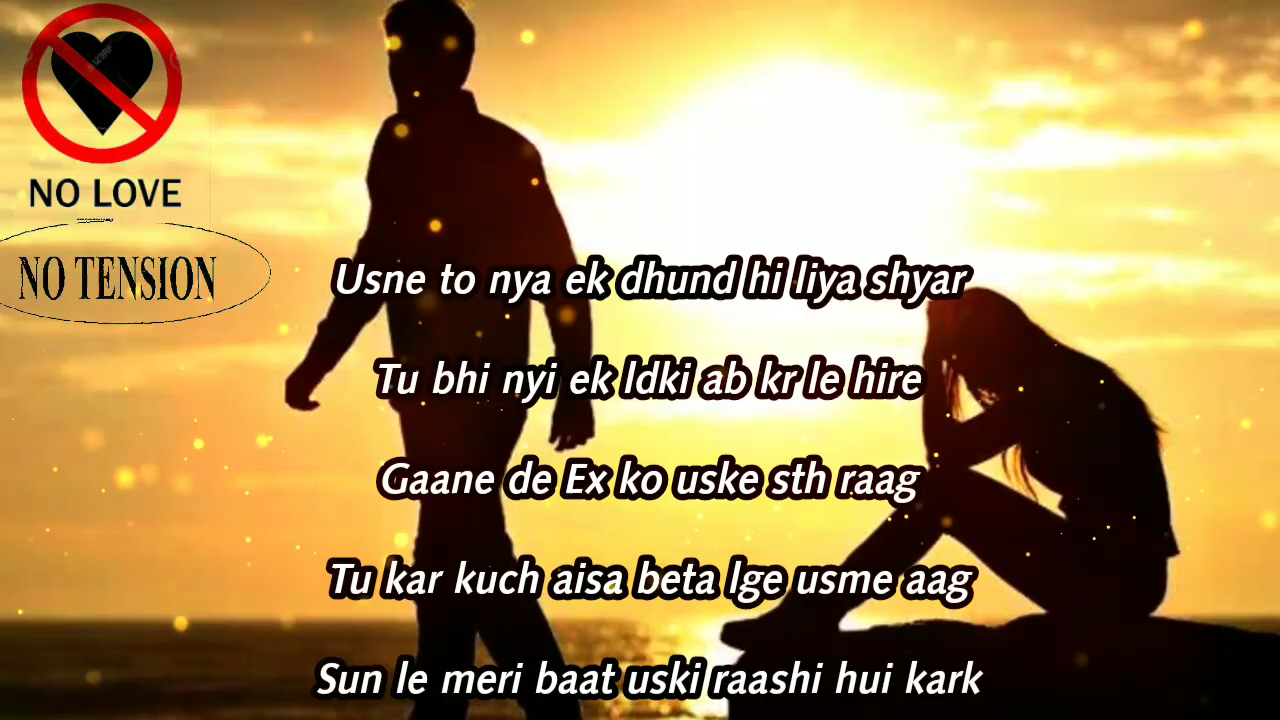 NO LOVE
NO TENSION
Usne to nya ek dhund hi liya shyar
Tu bhi nyi ek ldki ab kr le hire
Gaane de Ex ko uske sth raag
Tu kar kuch aisa beta lge usme aag
Sun le meri baat uski raashi hui kark